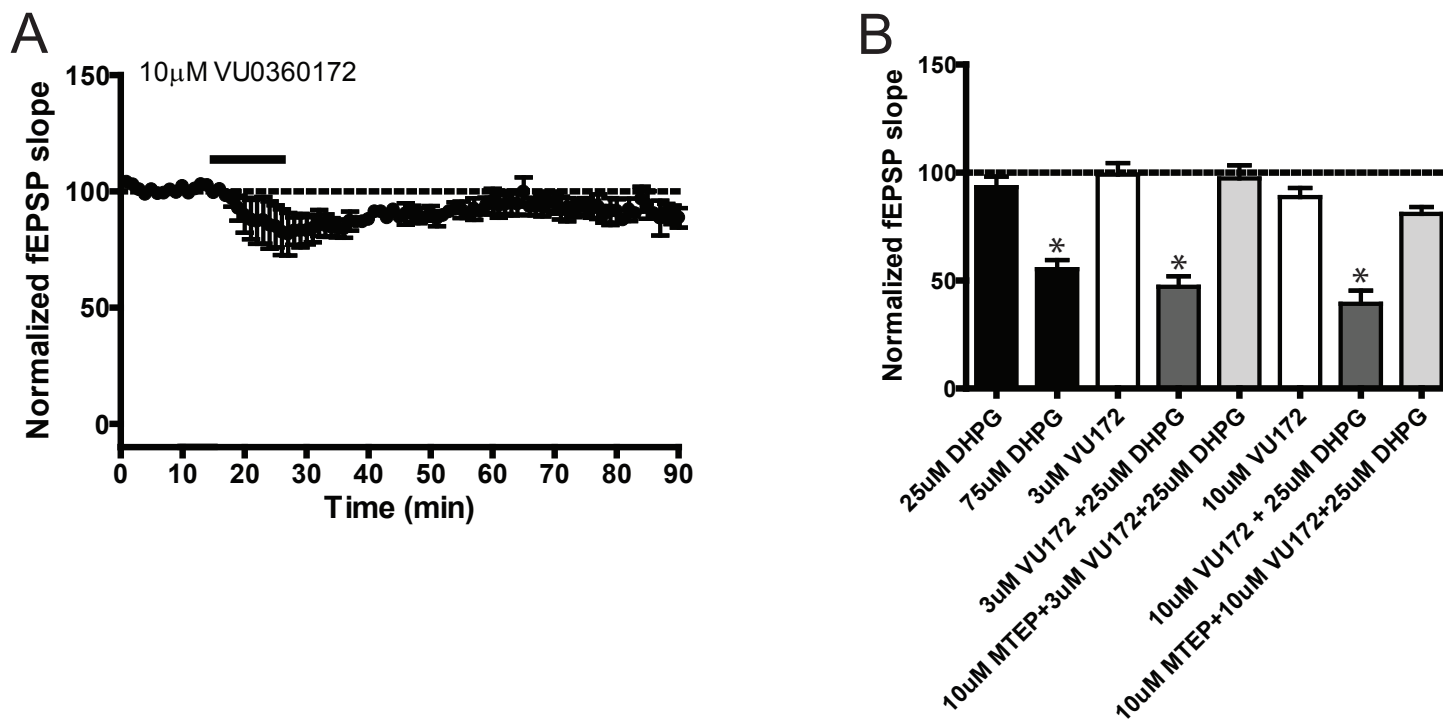 A
10μM VU0360172
Normalized fEPSP slope
150
100
50
0
0 10 20 30 40 50 60 70 80 90
Time (min)
B
Normalized fEPSP slope
150
100
50
0
* * *
25uM DHPG
75uM DHPG
3uM VU172
3uM VU172 +25uM DHPG
10uM MTEP+3uM VU172+25uM DHPG
10uM VU172
10uM VU172 + 25uM DHPG
10uM MTEP+10uM VU172+25uM DHPG